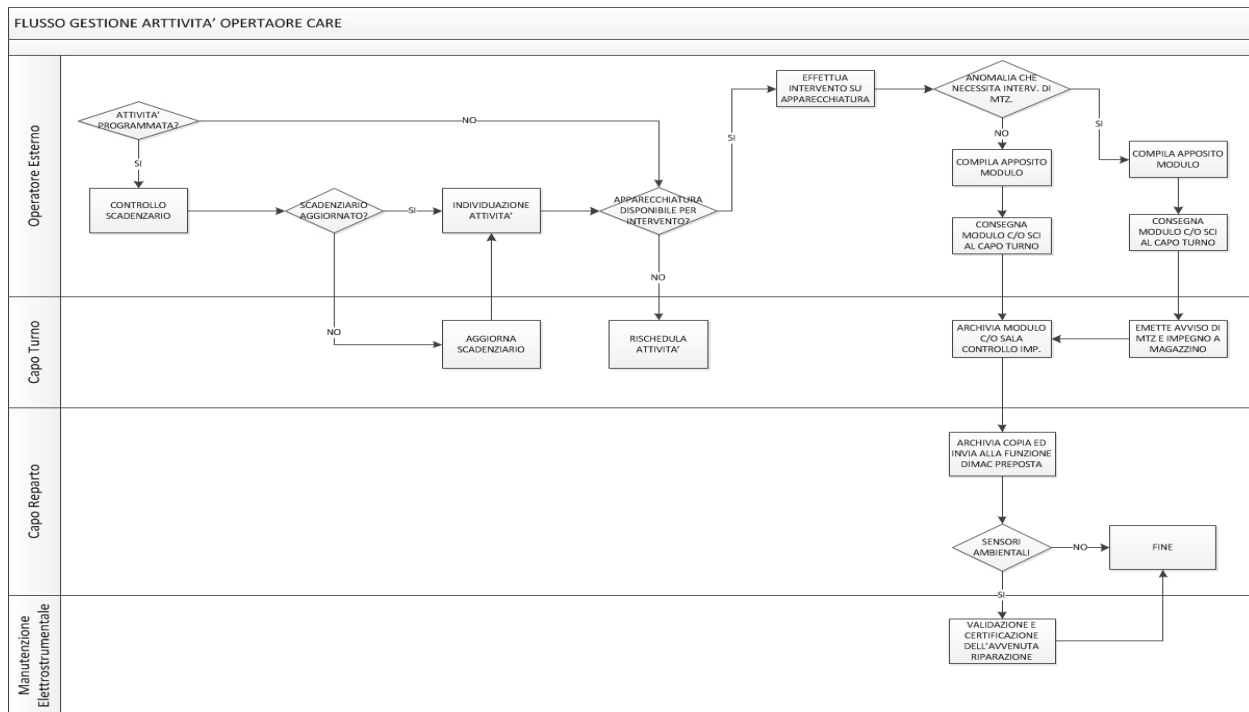 FLUSSO GESTIONE ARTTIVITA' OPERTAORE CARE
Operatore Esterno
ATTIVITA'
PROGRAMMATA?
NO
SI
CONTROLLO
SCADENZARIO
SCADENZIARIO
AGGIORNATO?
SI
NO
INDIVIDUAZIONE
ATTIVITA'
APPARECCHIATURA
DISPONIBILE PER
INTERVENTO?
SI
NO
EFFETTUA
INTERVENTO SU
APPARECCHIATURA
ANOMALIA CHE
NECESSITA INTERV. DI
MTZ.
NO
SI
COMPILA APPOSITO
MODULO
CONSEGNA
MODULO C/O SCI
AL CAPO TURNO
COMPILA APPOSITO
MODULO
CONSEGNA
MODULO C/O SCI
AL CAPO TURNO
Capo Turno
AGGIORNA
SCADENZIARIO
RISCHEDULA
ATTIVITA'
ARCHIVIA MODULO
C/O SALA
CONTROLLO IMP.
EMETTE AVVISO DI
MTZ E IMPEGNO A
MAGAZZINO
Capo Reparto
ARCHIVIA COPIA ED
INVIA ALLA FUNZIONE
DIMAC PREPOSTA
SENSORI
AMBIENTALI
NO
FINE
SI
Manutenzione
Elettrostrumentale
VALIDAZIONE E
CERTIFICAZIONE
DELL'AVVENUTA
RIPARAZIONE